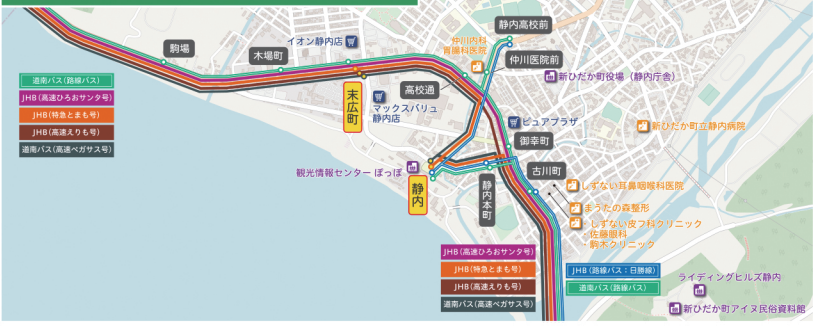 静内高校前
仲川内科
胃腸科医院
イオン静内店
駒場
木場町
仲川医院前
新ひだか町役場（静内庁舎）
道南バス（路線バス）
JHB（高速ひろおサンタ号）
JHB（特急とまも号）
JHB（高速えりも号）
道南バス（高速ペガサス号）
末広町
マックスバリュ
静内店
高校通
ピュアプラザ
新ひだか町立静内病院
御幸町
観光情報センター ぽっぽ
静内
静内本町
古川町
しずない耳鼻咽喉科医院
まうたの森整形
・しずない皮フ科クリニック
・佐藤眼科
・駒木クリニック
JHB（高速ひろおサンタ号）
JHB（特急とまも号）
JHB（高速えりも号）
道南バス（高速ペガサス号）
JHB（路線バス：日勝線）
道南バス（路線バス）
ライディングヒルズ静内
新ひだか町アイヌ民俗資料館